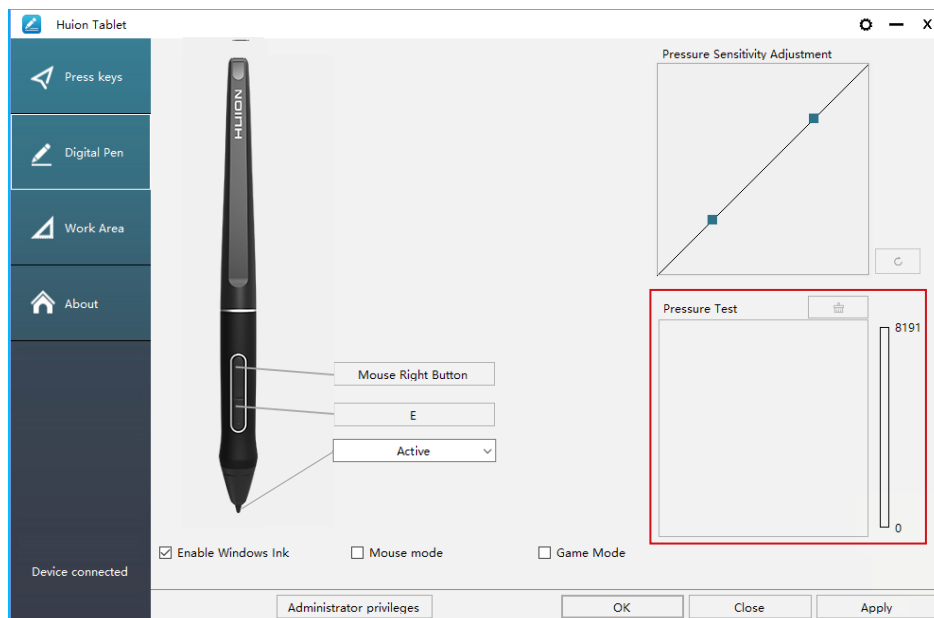 Huion Tablet
Press keys
Digital Pen
Work Area
About
Device connected
HUION
Mouse Right Button
E
Active
Pressure Sensitivity Adjustment
Pressure Test
8191
0
Enable Windows Ink
Mouse mode
Game Mode
Administrator privileges
OK
Close
Apply